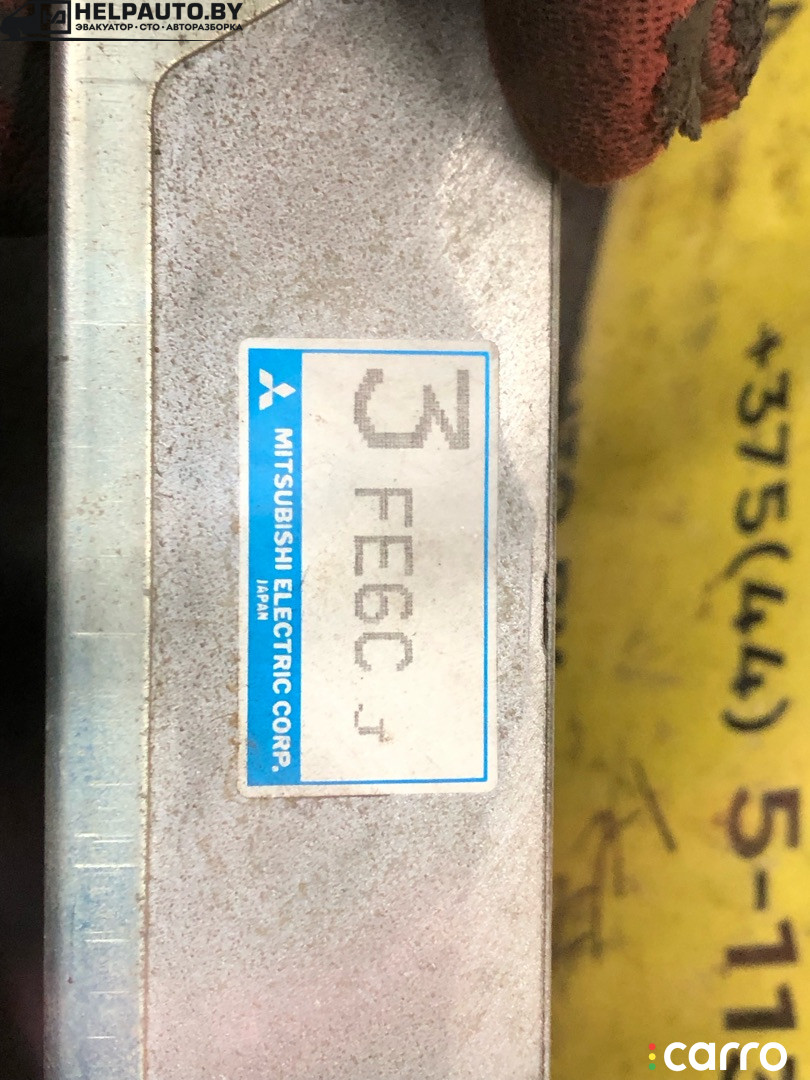 HELPAUTO.BY
ЭВАКУАТОР • СТО • АВТОРАЗБОРКА
3 FE6C J
MITSUBISHI ELECTRIC CORP.
JAPAN
+375(44) 5-11
carro